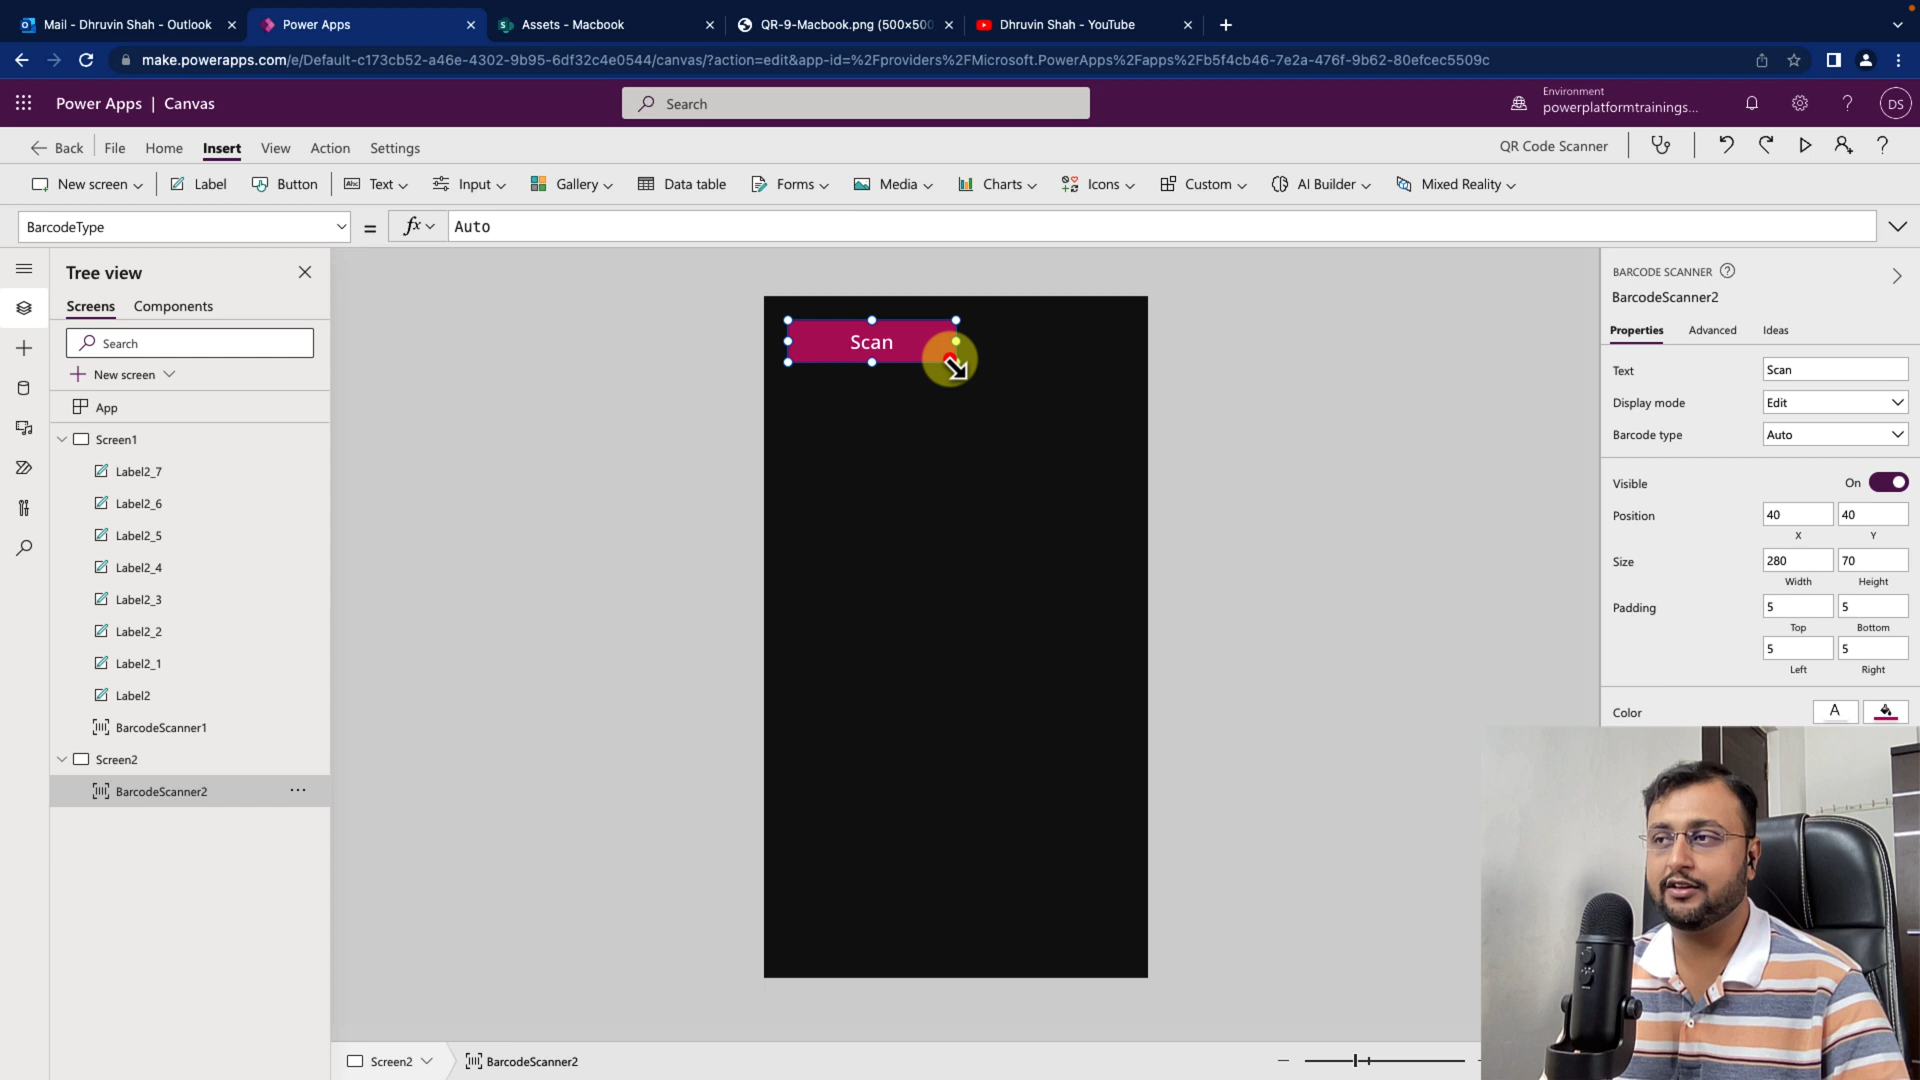 Mail - Dhruvin Shah - Outlook
Power Apps
Assets - Macbook
QR-9-Macbook.png (500×500
Dhruvin Shah - YouTube
make.powerapps.com/e/Default-c173cb52-a46e-4302-9b95-6df32c4e0544/canvas/?action=edit&app-id=%2Fproviders%2FMicrosoft.PowerApps%2Fapps%2Fb5f4cb46-7e2a-476f-9b62-80efcec5509c
Power Apps | Canvas
Search
Environment
powerplatformtrainings...
DS
Back
File
Home
Insert
View
Action
Settings
QR Code Scanner
New screen
Label
Button
Text
Input
Gallery
Data table
Forms
Media
Charts
Icons
Custom
AI Builder
Mixed Reality
BarcodeType
=
fx
Auto
Tree view
Screens
Components
Search
New screen
App
Screen1
Label2_7
Label2_6
Label2_5
Label2_4
Label2_3
Label2_2
Label2_1
Label2
BarcodeScanner1
Screen2
BarcodeScanner2
Scan
BARCODE SCANNER
BarcodeScanner2
Properties
Advanced
Ideas
Text
Scan
Display mode
Edit
Barcode type
Auto
Visible
On
Position
40
40
X
Y
Size
280
70
Width
Height
Padding
5
5
Top
Bottom
5
5
Left
Right
Color
A
Screen2
BarcodeScanner2